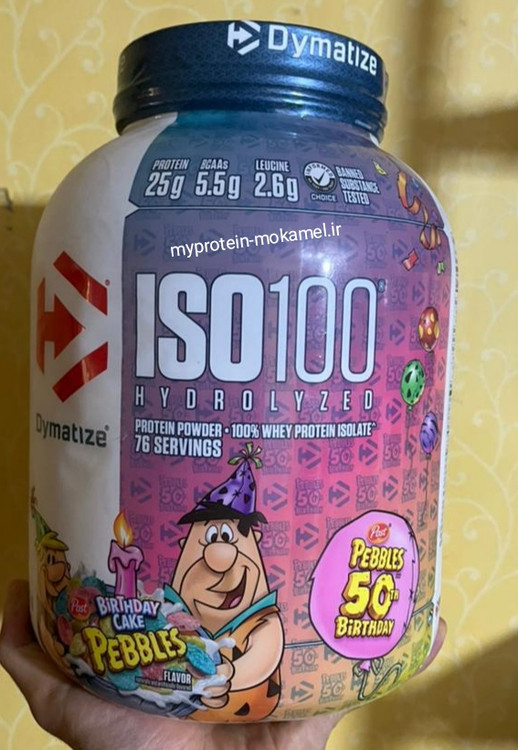 Dymatize
PROTEIN BCAAs LEUCINE
25g 5.5g 2.6g
CHOICE
BANNED
SUBSTANCE
TESTED
myprotein-mokamel.ir
ISO100®
HYDROLYZED
Dymatize®
PROTEIN POWDER • 100% WHEY PROTEIN ISOLATE^
76 SERVINGS
Post
PEBBLES
50TH
BIRTHDAY
Post
BIRTHDAY
CAKE
PEBBLES
FLAVOR